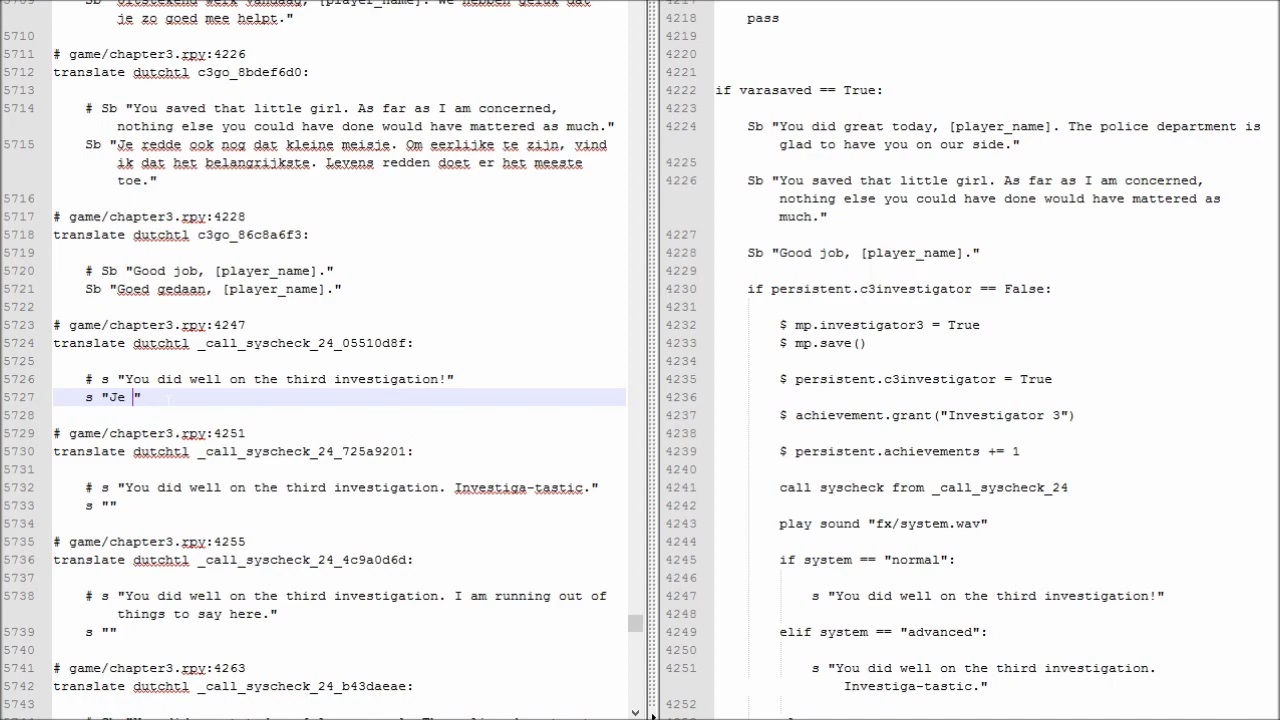 5709 Sb "Uitstekend werk vandaag, [player_name]. We hebben geluk dat
je zo goed mee helpt."
5710
5711 # game/chapter3.rpy:4226
5712 translate dutchtl c3go_8bdef6d0:
5713
5714 # Sb "You saved that little girl. As far as I am concerned,
nothing else you could have done would have mattered as much."
5715 Sb "Je redde ook nog dat kleine meisje. Om eerlijke te zijn, vind
ik dat het belangrijkste. Levens redden doet er het meeste
toe."
5716
5717 # game/chapter3.rpy:4228
5718 translate dutchtl c3go_86c8a6f3:
5719
5720 # Sb "Good job, [player_name]."
5721 Sb "Goed gedaan, [player_name]."
5722
5723 # game/chapter3.rpy:4247
5724 translate dutchtl _call_syscheck_24_05510d8f:
5725
5726 # s "You did well on the third investigation!"
5727 s "Je "
5728
5729 # game/chapter3.rpy:4251
5730 translate dutchtl _call_syscheck_24_725a9201:
5731
5732 # s "You did well on the third investigation. Investiga-tastic."
5733 s ""
5734
5735 # game/chapter3.rpy:4255
5736 translate dutchtl _call_syscheck_24_4c9a0d6d:
5737
5738 # s "You did well on the third investigation. I am running out of
things to say here."
5739 s ""
5740
5741 # game/chapter3.rpy:4263
5742 translate dutchtl _call_syscheck_24_b43daeae:
5743
4217
4218 pass
4219
4220
4221
4222 if varasaved == True:
4223
4224 Sb "You did great today, [player_name]. The police department is
glad to have you on our side."
4225
4226 Sb "You saved that little girl. As far as I am concerned,
nothing else you could have done would have mattered as
much."
4227
4228 Sb "Good job, [player_name]."
4229
4230 if persistent.c3investigator == False:
4231
4232 $ mp.investigator3 = True
4233 $ mp.save()
4234
4235 $ persistent.c3investigator = True
4236
4237 $ achievement.grant("Investigator 3")
4238
4239 $ persistent.achievements += 1
4240
4241 call syscheck from _call_syscheck_24
4242
4243 play sound "fx/system.wav"
4244
4245 if system == "normal":
4246
4247 s "You did well on the third investigation!"
4248
4249 elif system == "advanced":
4250
4251 s "You did well on the third investigation.
Investiga-tastic."
4252